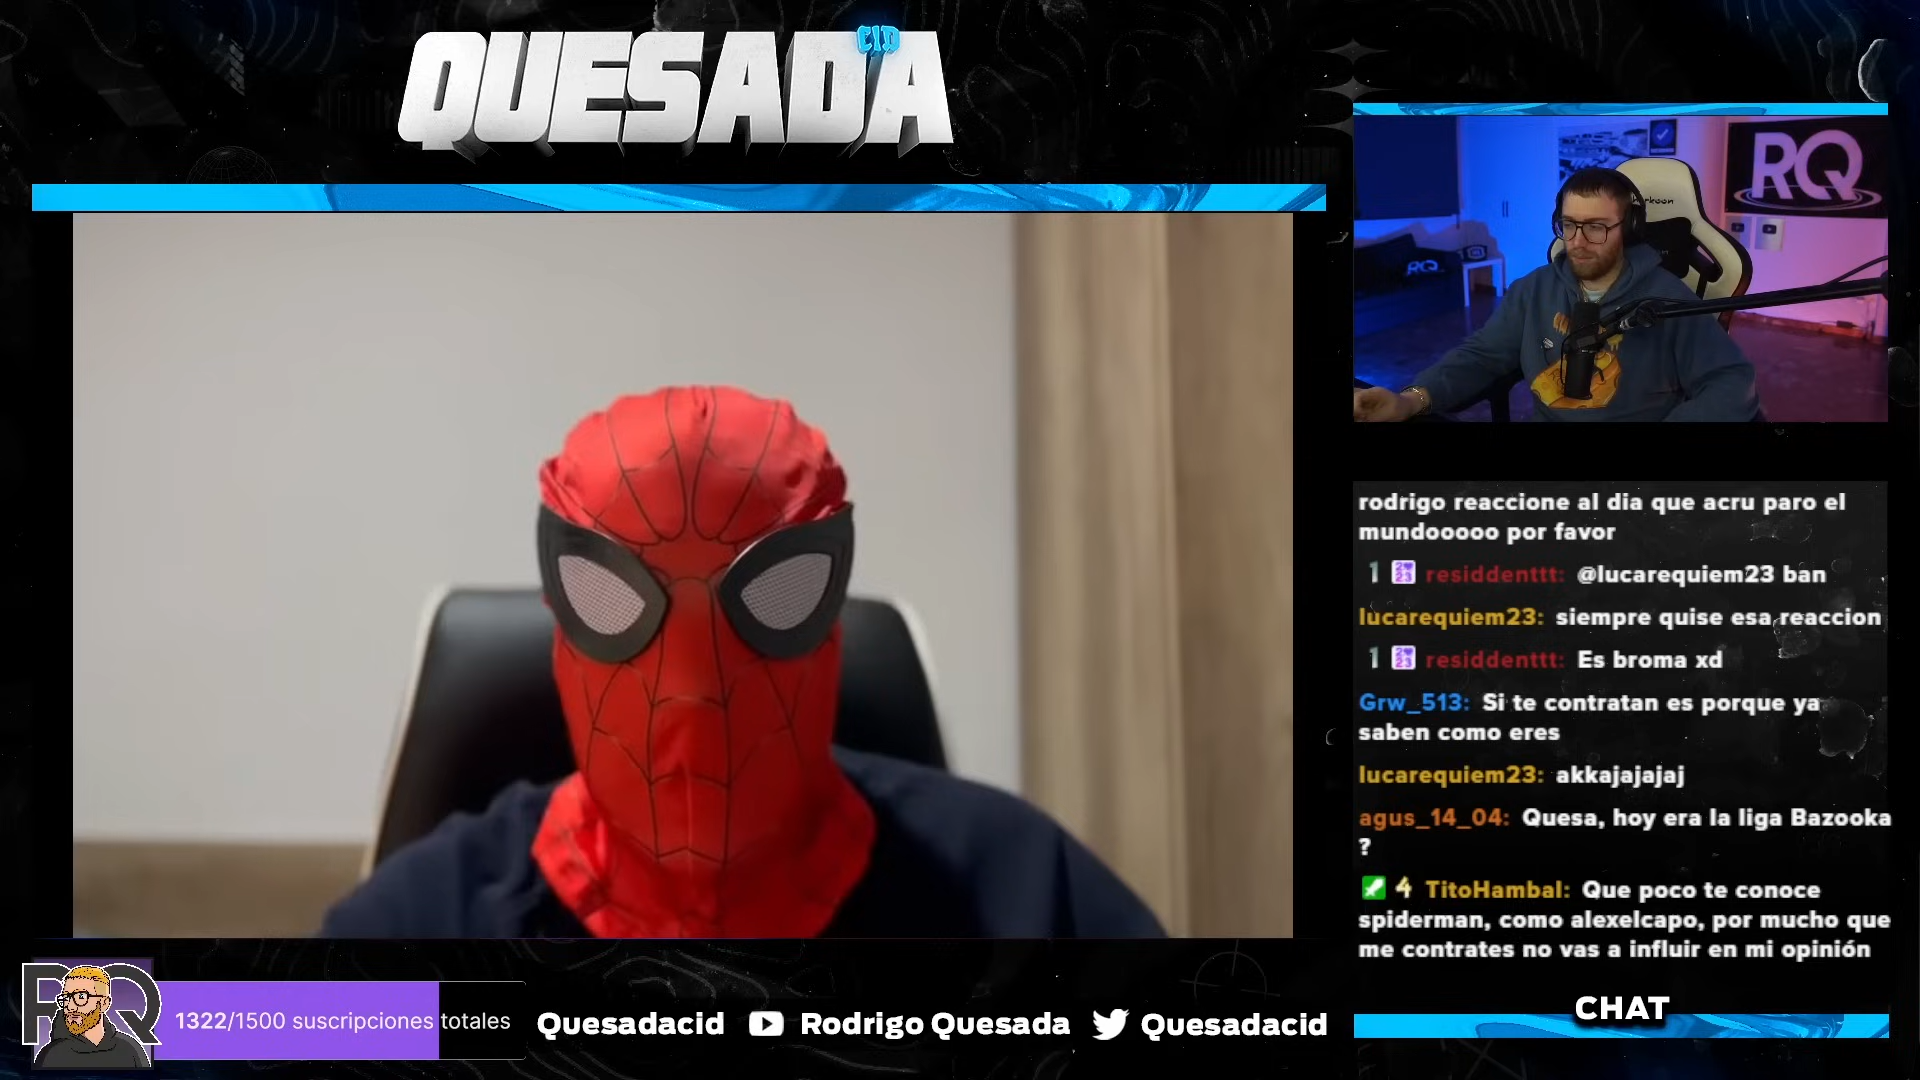 QUESADA
CID
RQ
RQ
rodrigo reaccione al dia que acru paro el
mundooooo por favor
1 residdenttt: @lucarequiem23 ban
lucarequiem23: siempre quise esa reaccion
1 residdenttt: Es broma xd
Grw_513: Si te contratan es porque ya
saben como eres
lucarequiem23: akkajajajaj
agus_14_04: Quesa, hoy era la liga Bazooka
?
4 TitoHambal: Que poco te conoce
spiderman, como alexelcapo, por mucho que
me contrates no vas a influir en mi opinión
CHAT
RQ
1322/1500 suscripciones totales
Quesadacid
Rodrigo Quesada
Quesadacid